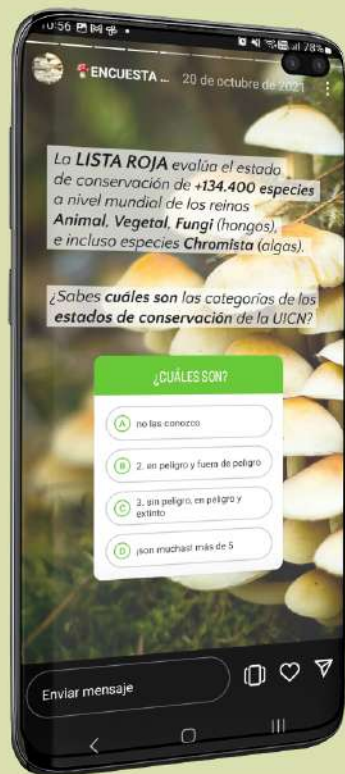 10:56
78%
ENCUESTA ... 20 de octubre de 2021
La LISTA ROJA evalúa el estado
de conservación de +134.400 especies
a nivel mundial de los reinos
Animal, Vegetal, Fungi (hongos),
e incluso especies Chromista (algas).
¿Sabes cuáles son las categorías de los
estados de conservación de la UICN?
¿CUÁLES SON?
A no las conozco
B 2. en peligro y fuera de peligro
C 3. sin peligro, en peligro y
extinto
D ¡son muchas! más de 5
Enviar mensaje